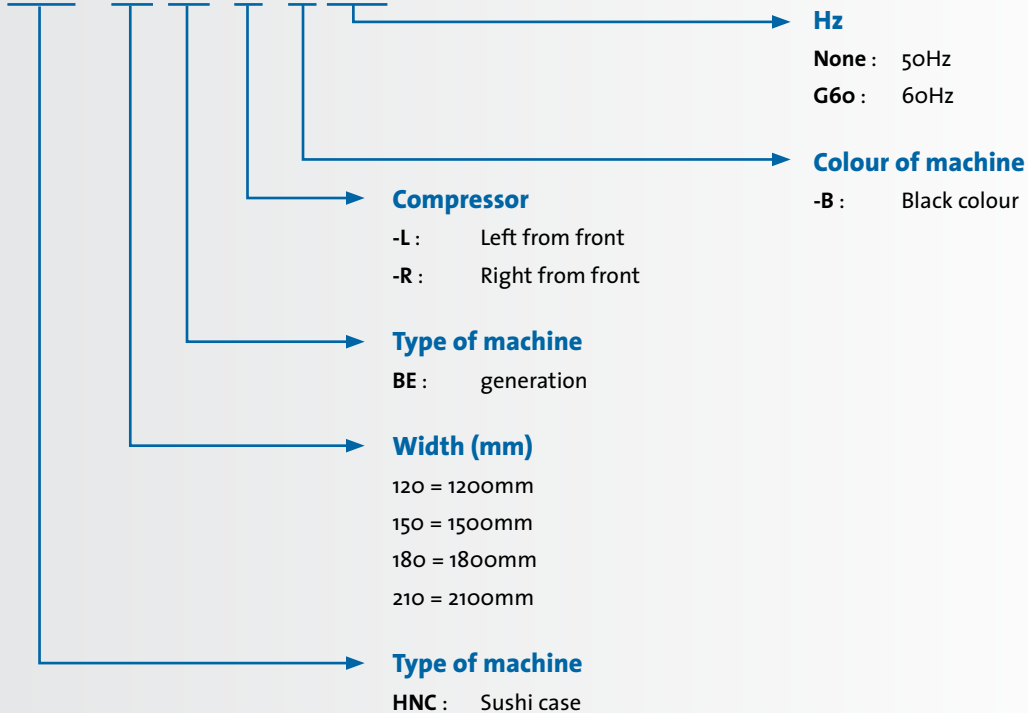 Hz
None : 50Hz
G60 : 60Hz
Colour of machine
-B : Black colour
Compressor
-L : Left from front
-R : Right from front
Type of machine
BE : generation
Width (mm)
120 = 1200mm
150 = 1500mm
180 = 1800mm
210 = 2100mm
Type of machine
HNC : Sushi case